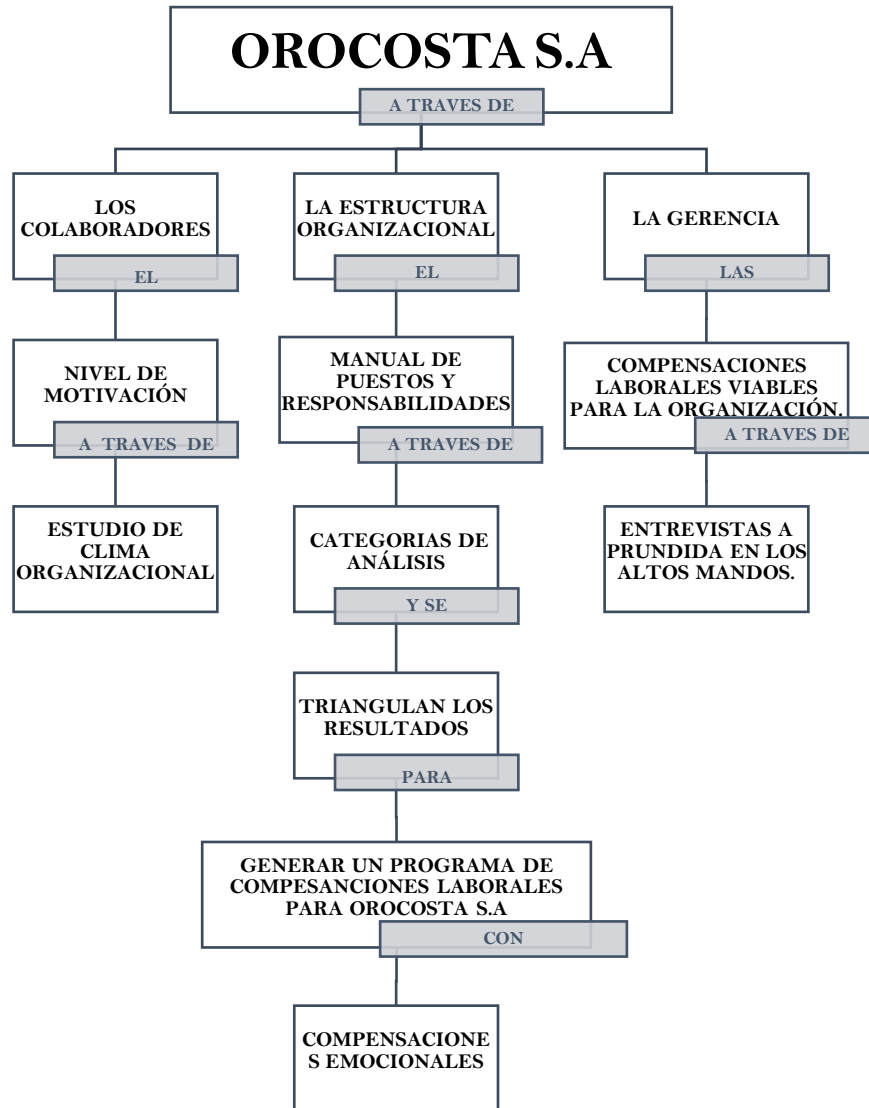 OROCOSTA S.A
A TRAVES DE
LOS
COLABORADORES
EL
LA ESTRUCTURA
ORGANIZACIONAL
EL
LA GERENCIA
LAS
NIVEL DE
MOTIVACIÓN
A TRAVES DE
MANUAL DE
PUESTOS Y
RESPONSABILIDADES
A TRAVES DE
COMPENSACIONES
LABORALES VIABLES
PARA LA ORGANIZACIÓN.
A TRAVES DE
ESTUDIO DE
CLIMA
ORGANIZACIONAL
CATEGORIAS DE
ANÁLISIS
Y SE
ENTREVISTAS A
PRUNDIDA EN LOS
ALTOS MANDOS.
TRIANGULAN LOS
RESULTADOS
PARA
GENERAR UN PROGRAMA DE
COMPESANCIONES LABORALES
PARA OROCOSTA S.A
CON
COMPENSACIONE
S EMOCIONALES